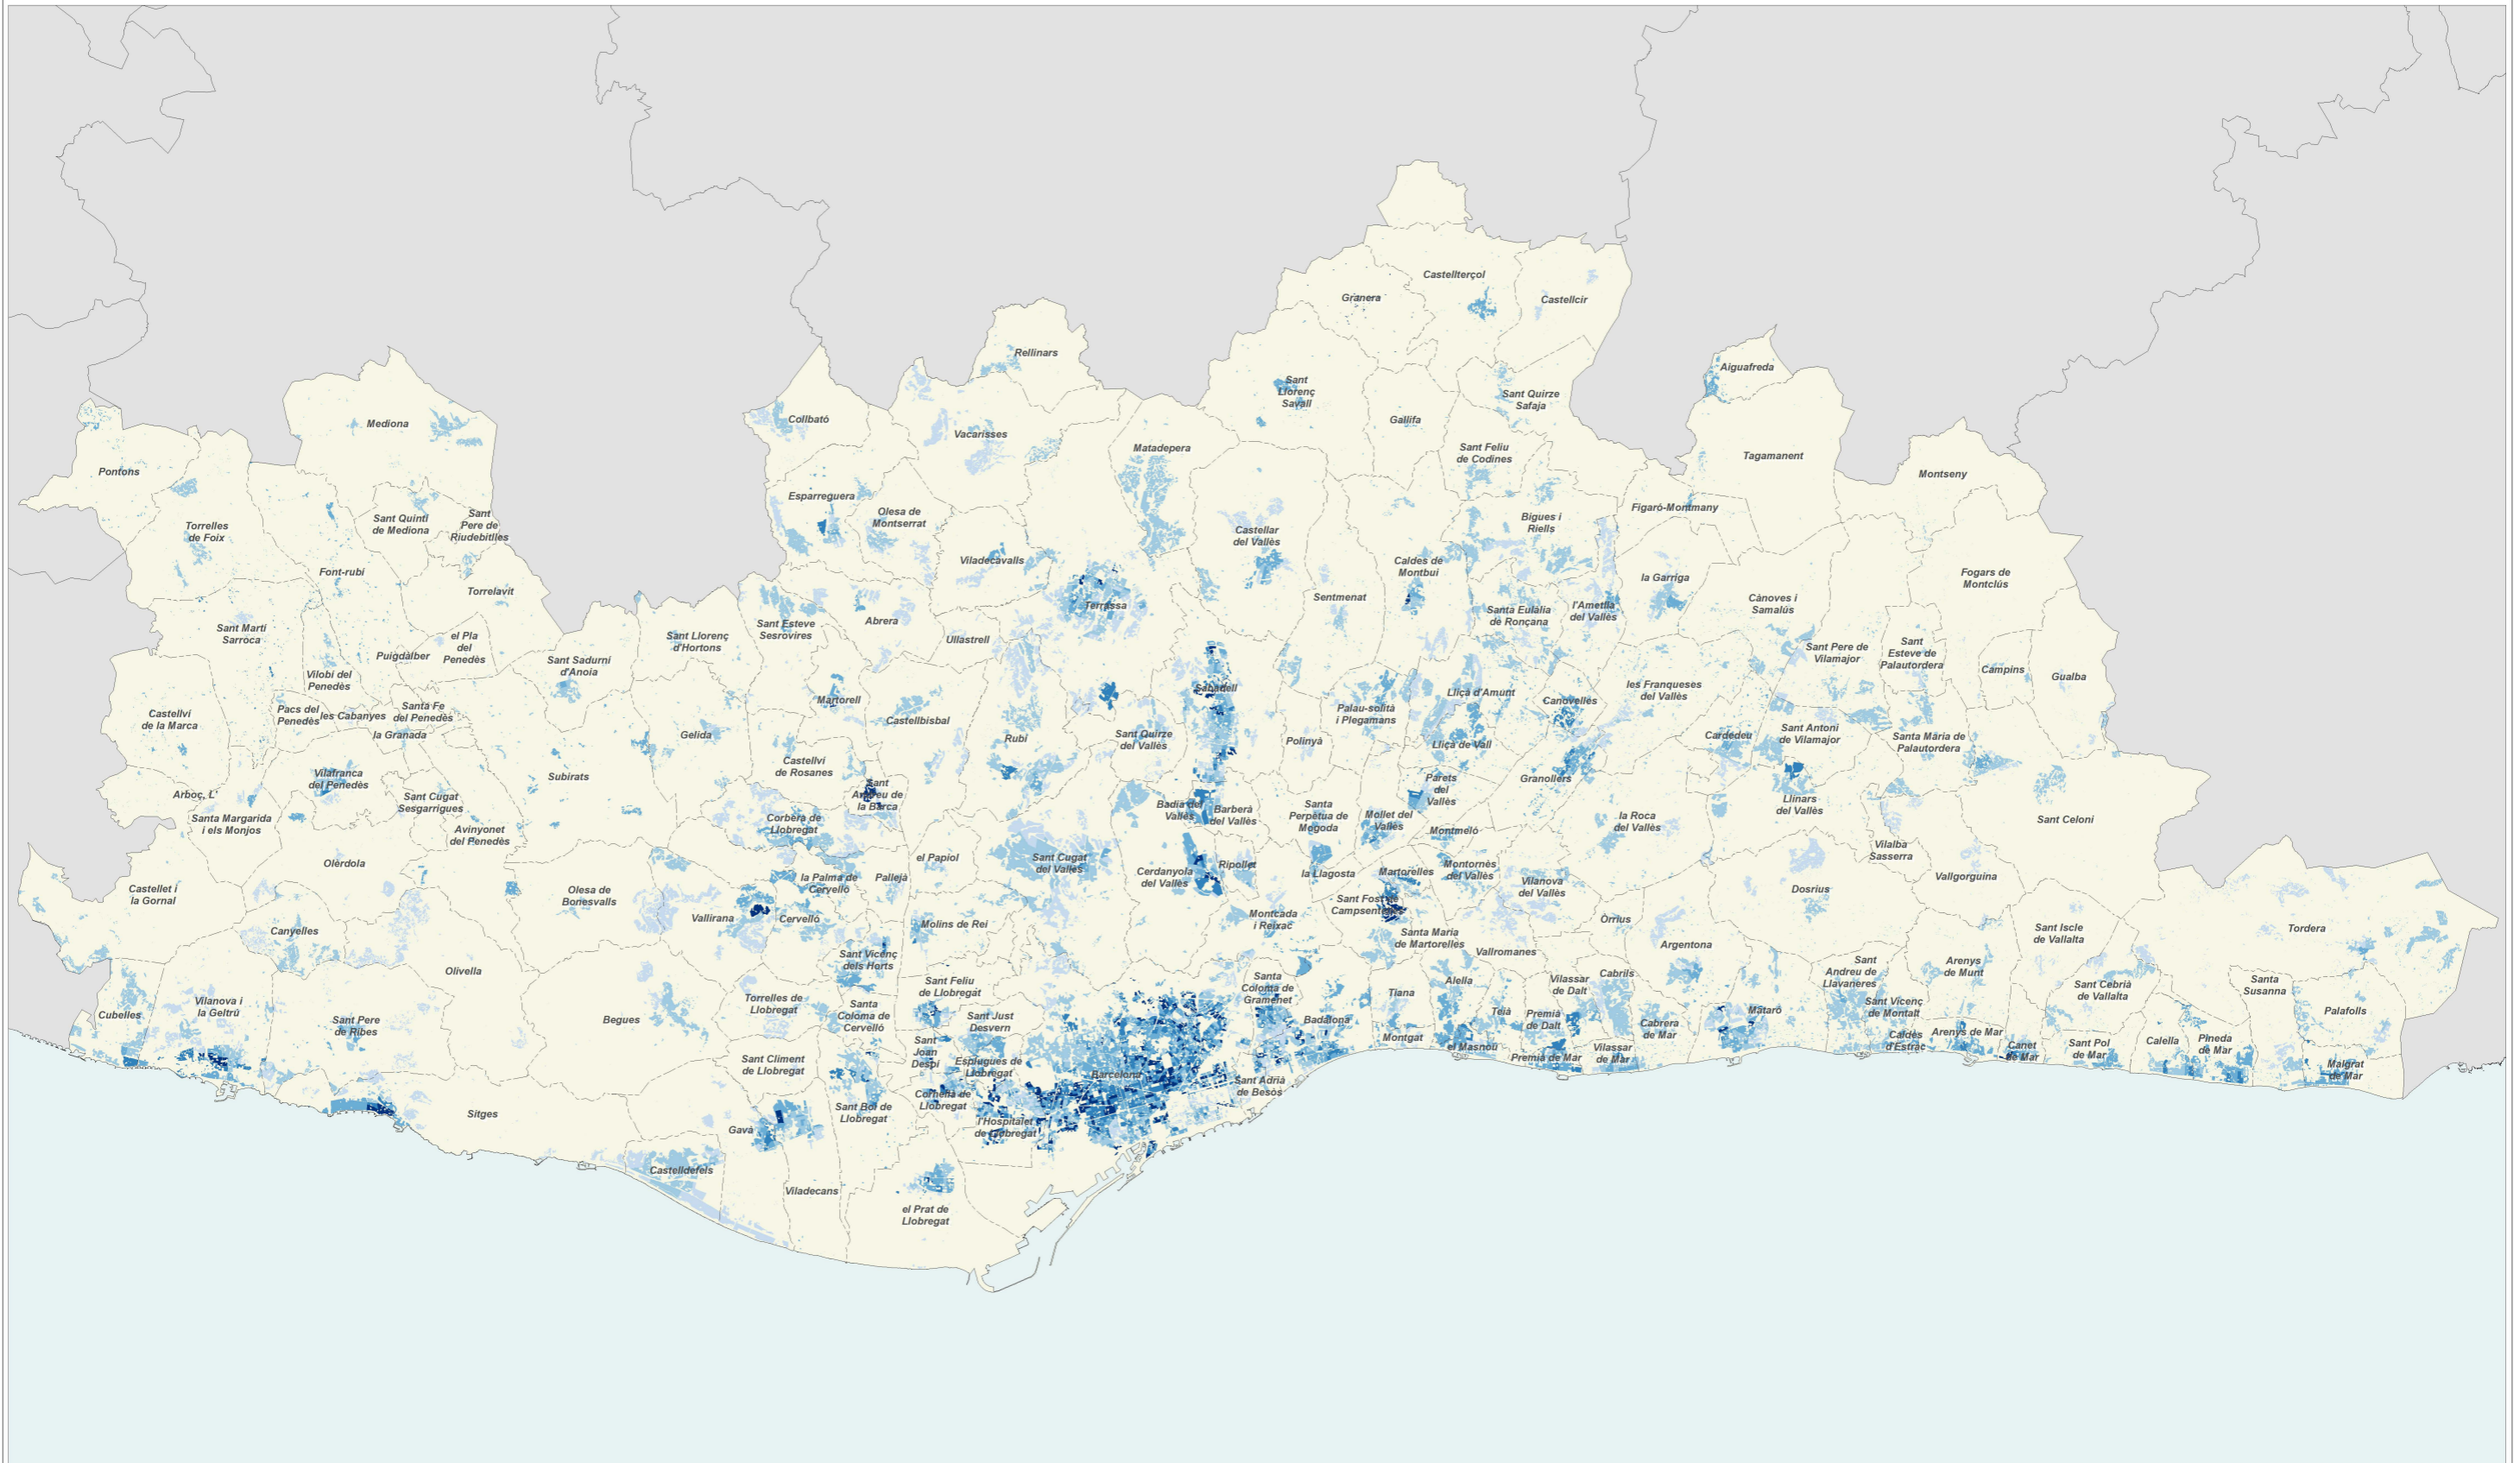 Castellterçol
Granera
Castellcir
Rellinars
Aiguafreda
Sant
Llorenç
Savall
Sant Quirze
Safaja
Collbató
Mediona
Vacarisses
Gallifa
Matadepera
Sant Feliu
de Codines
Tagamanent
Pontons
Montseny
Esparreguera
Olesa de
Montserrat
Figaró-Montmany
Bigues i
Riells
Torrelles
de Foix
Sant Quintí
de Mediona
Sant
Pere de
Riudebitlles
Castellar
del Vallès
Viladecavalls
Caldes de
Montbui
Font-rubí
la Garriga
Fogars de
Montclús
Torrelavit
Sentmenat
Terrassa
Cànoves i
Samalús
Santa Eulàlia
de Ronçana
l'Ametlla
del Vallès
Sant Martí
Sarroca
Sant Esteve
Sesrovires
Abrera
Sant Llorenç
d'Hortons
Ullastrell
el Pla
del
Penedès
Puigdàlber
Sant Pere de
Vilamajor
Sant
Esteve de
Palautordera
Sant Sadurní
d'Anoia
Campins
Gualba
Vilobí del
Penedès
Sabadell
Lliçà d'Amunt
les Franqueses
del Vallès
Martorell
Canovelles
Castellví
de la Marca
Pacs del
Penedès
les Cabanyes
Santa Fe
del Penedès
Castellbisbal
Palau-solità
i Plegamans
la Granada
Gelida
Rubí
Sant Quirze
del Vallès
Polinyà
Lliçà de Vall
Cardedeu
Sant Antoni
de Vilamajor
Santa Maria de
Palautordera
Castellví
de Rosanes
Vilafranca
del Penedès
Subirats
Granollers
Parets
del
Vallès
Arboç, L'
Sant Cugat
Sesgarrigues
Sant
Andreu de
la Barca
Badia del
Vallès
Barberà
del Vallès
Santa
Perpètua de
Mogoda
Mollet del
Vallès
Llinars
del Vallès
Santa Margarida
i els Monjos
Corbera de
Llobregat
Montmeló
la Roca
del Vallès
Sant Celoni
Avinyonet
del Penedès
Vilalba
Sasserra
Olèrdola
el Papiol
Sant Cugat
del Vallès
Cerdanyola
del Vallès
Ripollet
la Llagosta
Martorelles
Montornès
del Vallès
Vallgorguina
Castellet i
la Gornal
Olesa de
Bonesvalls
la Palma de
Cervelló
Pallejà
Vilanova
del Vallès
Dosrius
Vallirana
Cervelló
Molins de Rei
Montcada
i Reixac
Sant Fost de
Campsentelles
Òrrius
Canyelles
Santa Maria
de Martorelles
Vallromanes
Argentona
Sant Iscle
de Vallalta
Tordera
Olivella
Sant Vicenç
dels Horts
Sant
Andreu de
Llavaneres
Arenys
de Munt
Sant Feliu
de Llobregat
Santa
Coloma de
Gramenet
Alella
Vilassar
de Dalt
Cabrils
Sant Cebrià
de Vallalta
Santa
Susanna
Tiana
Cubelles
Vilanova i
la Geltrú
Torrelles de
Llobregat
Santa
Coloma de
Cervelló
Sant Vicenç
de Montalt
Palafolls
Sant Pere
de Ribes
Begues
Sant Just
Desvern
Badalona
Teià
Premià
de Dalt
Cabrera
de Mar
Mataró
Montgat
el Masnou
Caldes
d'Estrac
Arenys de Mar
Canet
de Mar
Sant Pol
de Mar
Calella
Pineda
de Mar
Sant
Joan
Despí
Premià de Mar
Vilassar
de Mar
Sant Climent
de Llobregat
Esplugues de
Llobregat
Malgrat
de Mar
Barcelona
Sant Adrià
de Besòs
Cornellà de
Llobregat
Sitges
Sant Boi de
Llobregat
Gavà
l'Hospitalet
de Llobregat
Castelldefels
Viladecans
el Prat de
Llobregat